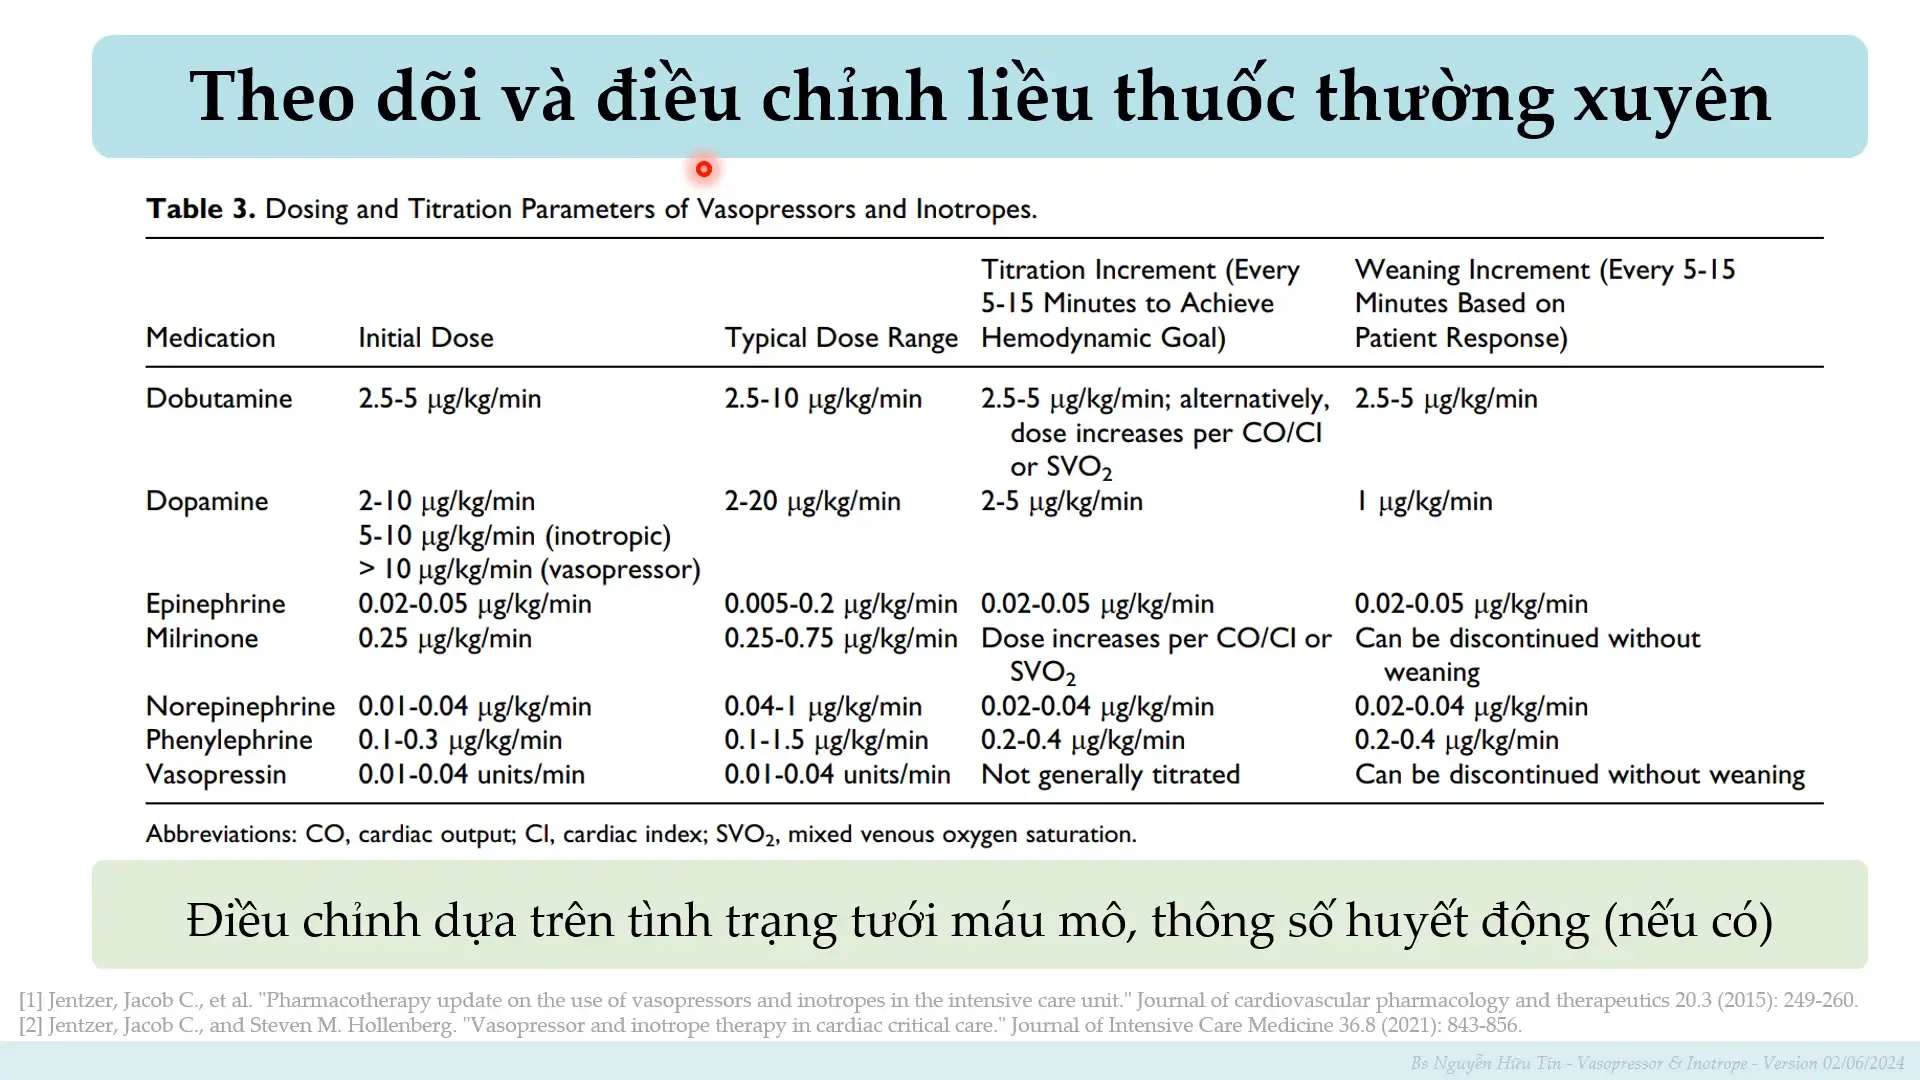 Theo dõi và điều chỉnh liều thuốc thường xuyên
Table 3. Dosing and Titration Parameters of Vasopressors and Inotropes.
Medication
Initial Dose
Typical Dose Range
Titration Increment (Every
5-15 Minutes to Achieve
Hemodynamic Goal)
Weaning Increment (Every 5-15
Minutes Based on
Patient Response)
Dobutamine 2.5-5 µg/kg/min 2.5-10 µg/kg/min 2.5-5 µg/kg/min; alternatively, 2.5-5 µg/kg/min
dose increases per CO/CI
or SVO₂
Dopamine 2-10 µg/kg/min 2-20 µg/kg/min 2-5 µg/kg/min 1 µg/kg/min
5-10 µg/kg/min (inotropic)
> 10 µg/kg/min (vasopressor)
Epinephrine 0.02-0.05 µg/kg/min 0.005-0.2 µg/kg/min 0.02-0.05 µg/kg/min 0.02-0.05 µg/kg/min
Milrinone 0.25 µg/kg/min 0.25-0.75 µg/kg/min Dose increases per CO/CI or Can be discontinued without
SVO₂ weaning
Norepinephrine 0.01-0.04 µg/kg/min 0.04-1 µg/kg/min 0.02-0.04 µg/kg/min 0.02-0.04 µg/kg/min
Phenylephrine 0.1-0.3 µg/kg/min 0.1-1.5 µg/kg/min 0.2-0.4 µg/kg/min 0.2-0.4 µg/kg/min
Vasopressin 0.01-0.04 units/min 0.01-0.04 units/min Not generally titrated Can be discontinued without weaning
Abbreviations: CO, cardiac output; CI, cardiac index; SVO₂, mixed venous oxygen saturation.
Điều chỉnh dựa trên tình trạng tưới máu mô, thông số huyết động (nếu có)
[1] Jentzer, Jacob C., et al. "Pharmacotherapy update on the use of vasopressors and inotropes in the intensive care unit." Journal of cardiovascular pharmacology and therapeutics 20.3 (2015): 249-260.
[2] Jentzer, Jacob C., and Steven M. Hollenberg. "Vasopressor and inotrope therapy in cardiac critical care." Journal of Intensive Care Medicine 36.8 (2021): 843-856.
Bs Nguyễn Hữu Tín - Vasopressor & Inotrope - Version 02/06/2024